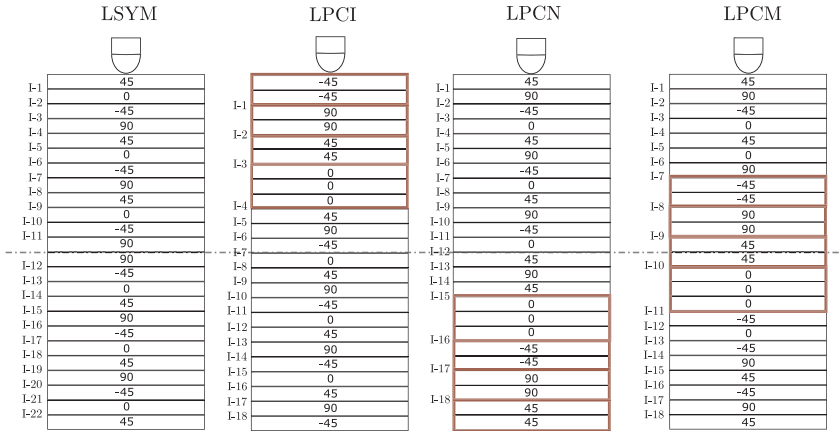 LSYM
45
I-1
0
I-2
-45
I-3
90
I-4
45
I-5
0
I-6
-45
I-7
90
I-8
45
I-9
0
I-10
-45
I-11
90
90
I-12
-45
I-13
0
I-14
45
I-15
90
I-16
-45
I-17
0
I-18
45
I-19
90
I-20
-45
I-21
0
I-22
45
LPCI
-45
-45
I-1
90
90
I-2
45
45
I-3
0
0
0
I-4
45
I-5
90
I-6
-45
I-7
0
I-8
45
I-9
90
I-10
-45
I-11
0
I-12
45
I-13
90
I-14
-45
I-15
0
I-16
45
I-17
90
I-18
-45
LPCN
45
I-1
90
I-2
-45
I-3
0
I-4
45
I-5
90
I-6
-45
I-7
0
I-8
45
I-9
90
I-10
-45
I-11
0
I-12
45
I-13
90
I-14
45
I-15
0
0
0
I-16
-45
-45
I-17
90
90
I-18
45
45
LPCM
45
I-1
90
I-2
-45
I-3
0
I-4
45
I-5
0
I-6
90
I-7
-45
-45
I-8
90
90
I-9
45
45
I-10
0
0
0
I-11
-45
I-12
0
I-13
-45
I-14
90
I-15
45
I-16
-45
I-17
90
I-18
45